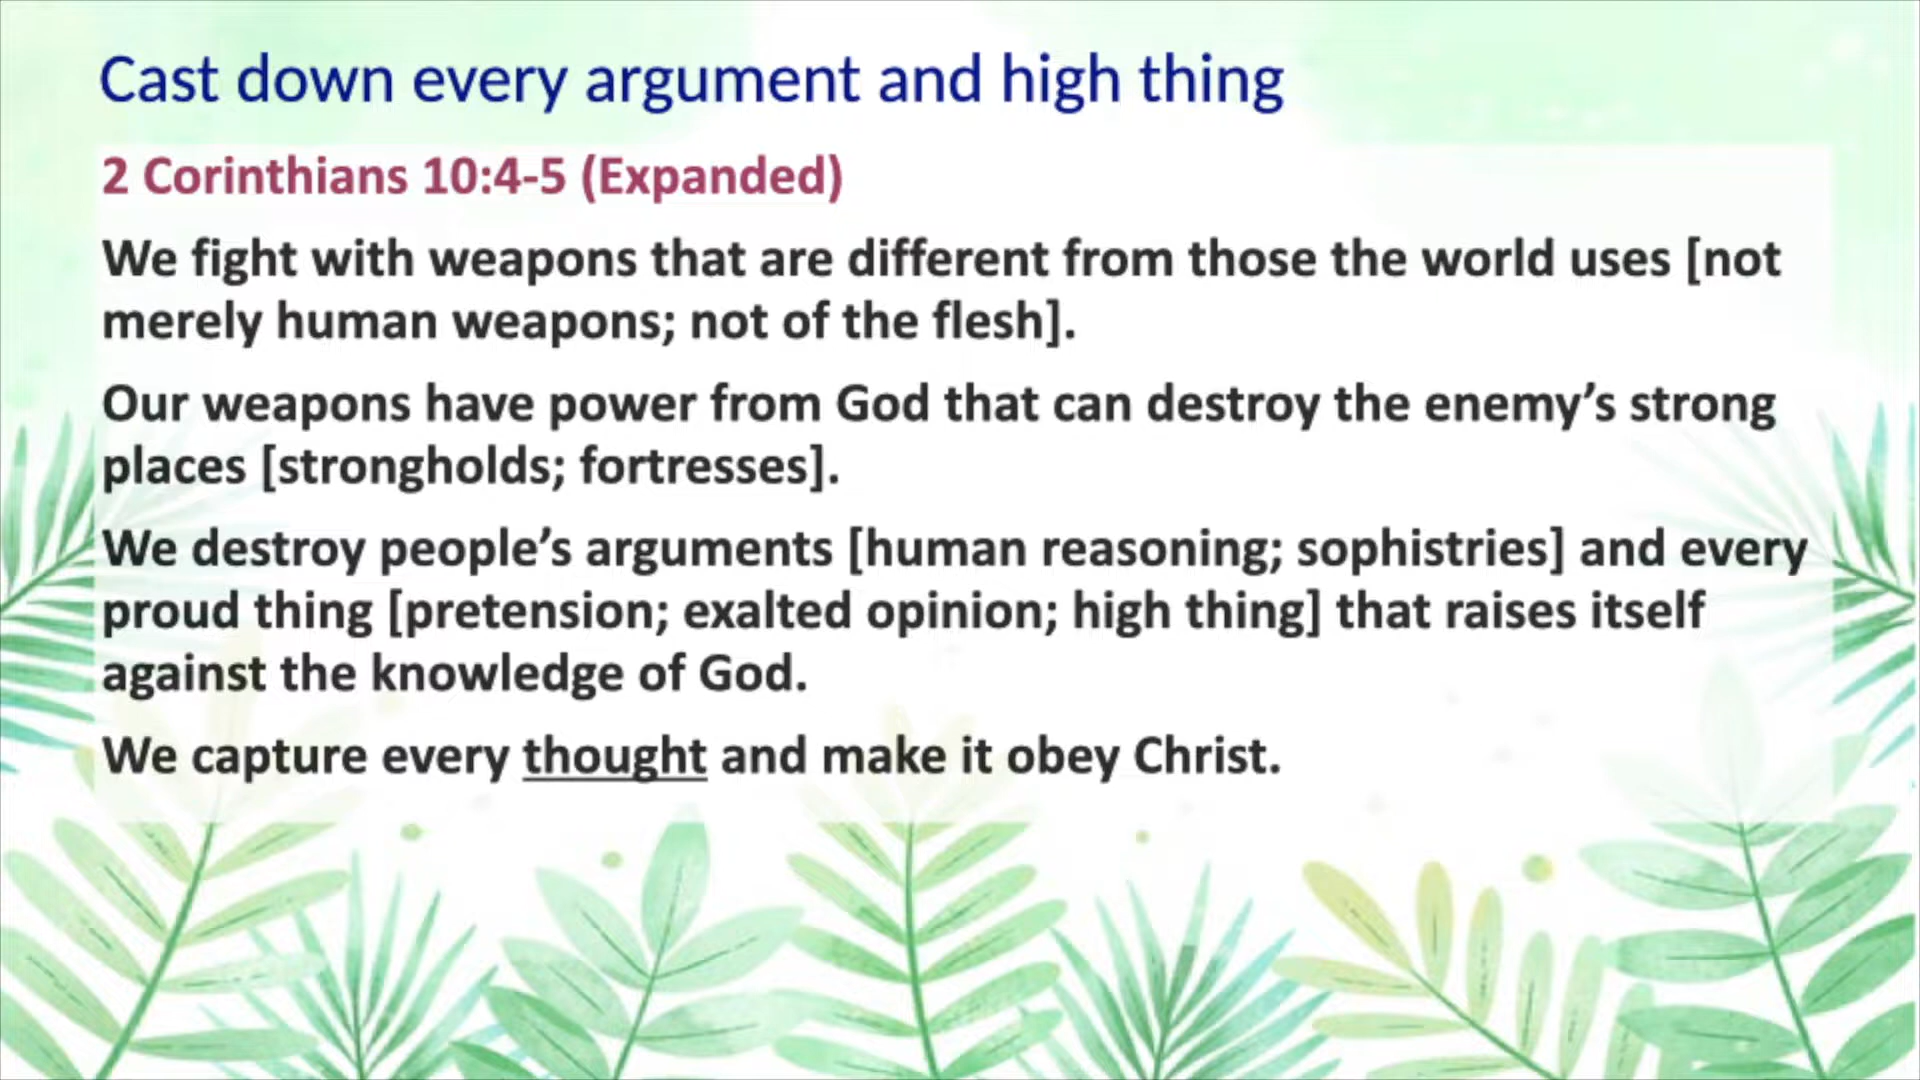 Cast down every argument and high thing
2 Corinthians 10:4-5 (Expanded)
We fight with weapons that are different from those the world uses [not
merely human weapons; not of the flesh].
Our weapons have power from God that can destroy the enemy’s strong
places [strongholds; fortresses].
We destroy people’s arguments [human reasoning; sophistries] and every
proud thing [pretension; exalted opinion; high thing] that raises itself
against the knowledge of God.
We capture every thought and make it obey Christ.